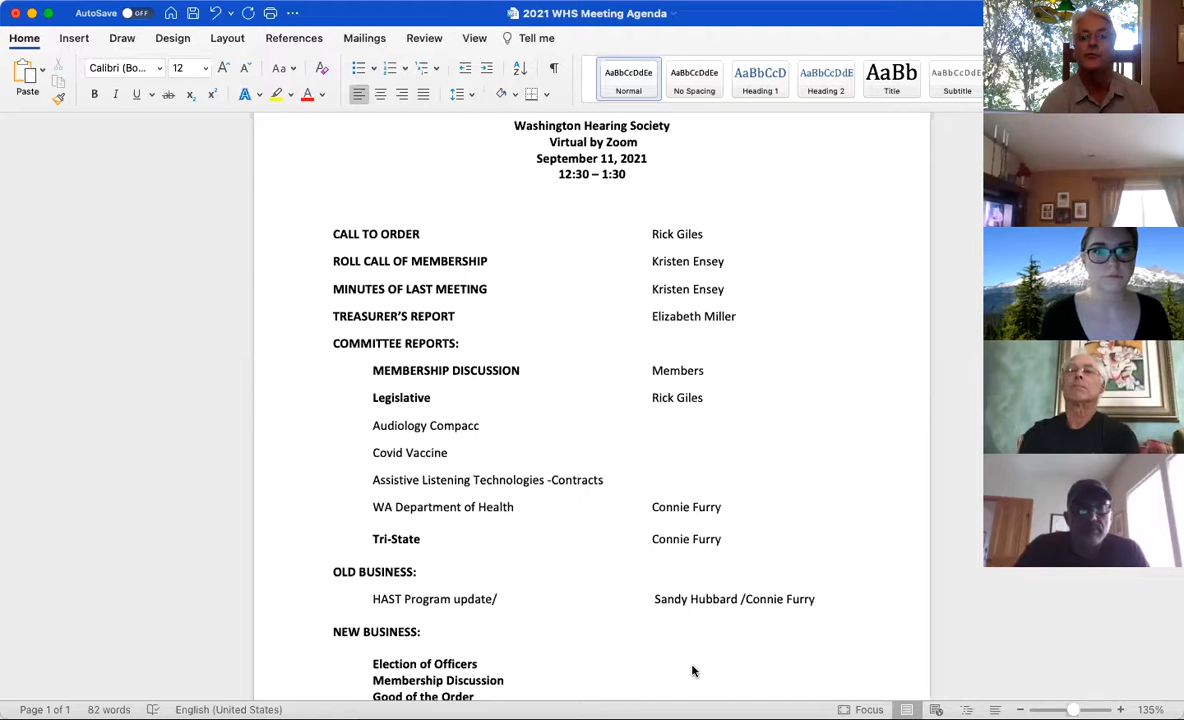 AutoSave OFF 2021 WHS Meeting Agenda
Home Insert Draw Design Layout References Mailings Review View Tell me
Paste
Calibri (Bo... 12
AaBbCcDdEe AaBbCcDdEe AaBbCcD AaBbCcDdE AaBb AaBbCcDdEe
Normal No Spacing Heading 1 Heading 2 Title Subtitle
Washington Hearing Society
Virtual by Zoom
September 11, 2021
12:30 – 1:30
CALL TO ORDER Rick Giles
ROLL CALL OF MEMBERSHIP Kristen Ensey
MINUTES OF LAST MEETING Kristen Ensey
TREASURER'S REPORT Elizabeth Miller
COMMITTEE REPORTS:
MEMBERSHIP DISCUSSION Members
Legislative Rick Giles
Audiology Compacc
Covid Vaccine
Assistive Listening Technologies -Contracts
WA Department of Health Connie Furry
Tri-State Connie Furry
OLD BUSINESS:
HAST Program update/ Sandy Hubbard /Connie Furry
NEW BUSINESS:
Election of Officers
Membership Discussion
Good of the Order
Page 1 of 1 82 words English (United States) Focus 135%